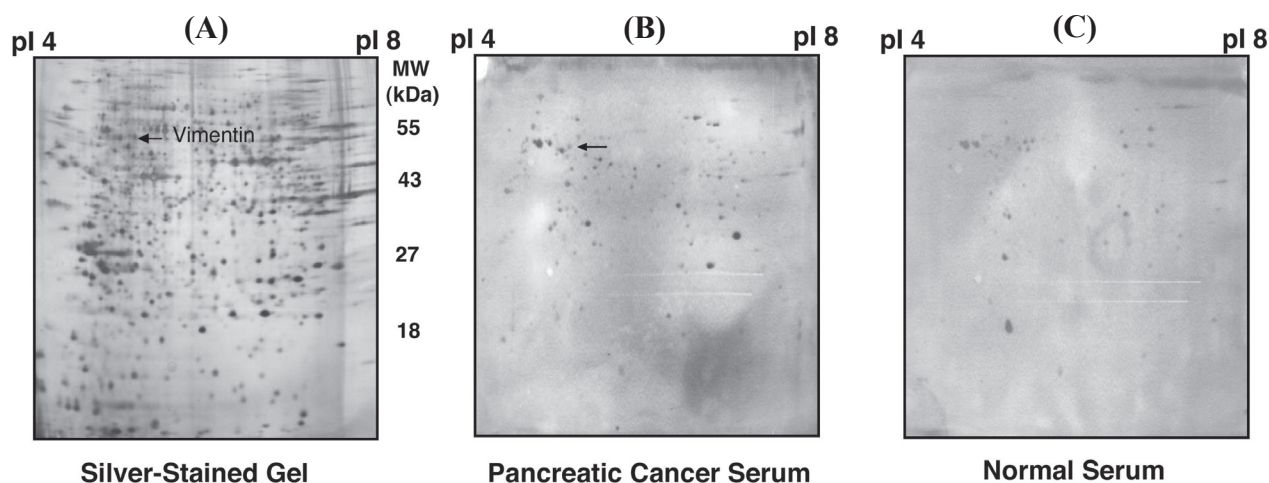 (A)
(B)
(C)
pI 4
pI 8
pI 4
pI 8
pI 4
pI 8
MW
(kDa)
Vimentin
55
43
27
18
Silver-Stained Gel
Pancreatic Cancer Serum
Normal Serum